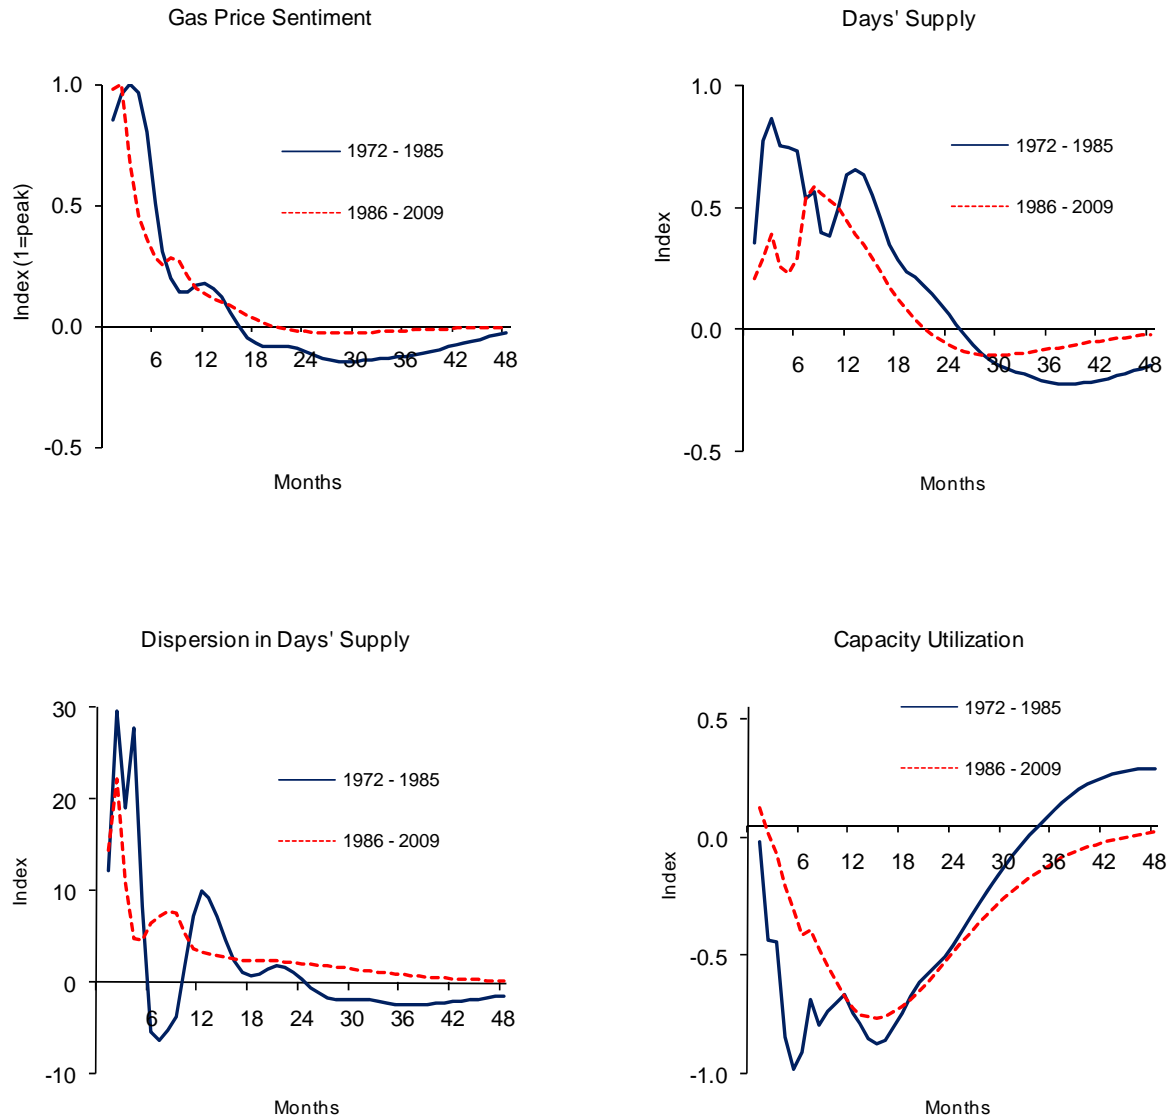 Gas Price Sentiment
1.0
0.5
0.0
-0.5
Index (1=peak)
1972 - 1985
1986 - 2009
6 12 18 24 30 36 42 48
Months
Days' Supply
1.0
0.5
0.0
-0.5
Index
1972 - 1985
1986 - 2009
6 12 18 24 30 36 42 48
Months
Dispersion in Days' Supply
30
20
10
0
-10
Index
1972 - 1985
1986 - 2009
6 12 18 24 30 36 42 48
Months
Capacity Utilization
0.5
0.0
-0.5
-1.0
Index
1972 - 1985
1986 - 2009
6 12 18 24 30 36 42 48
Months